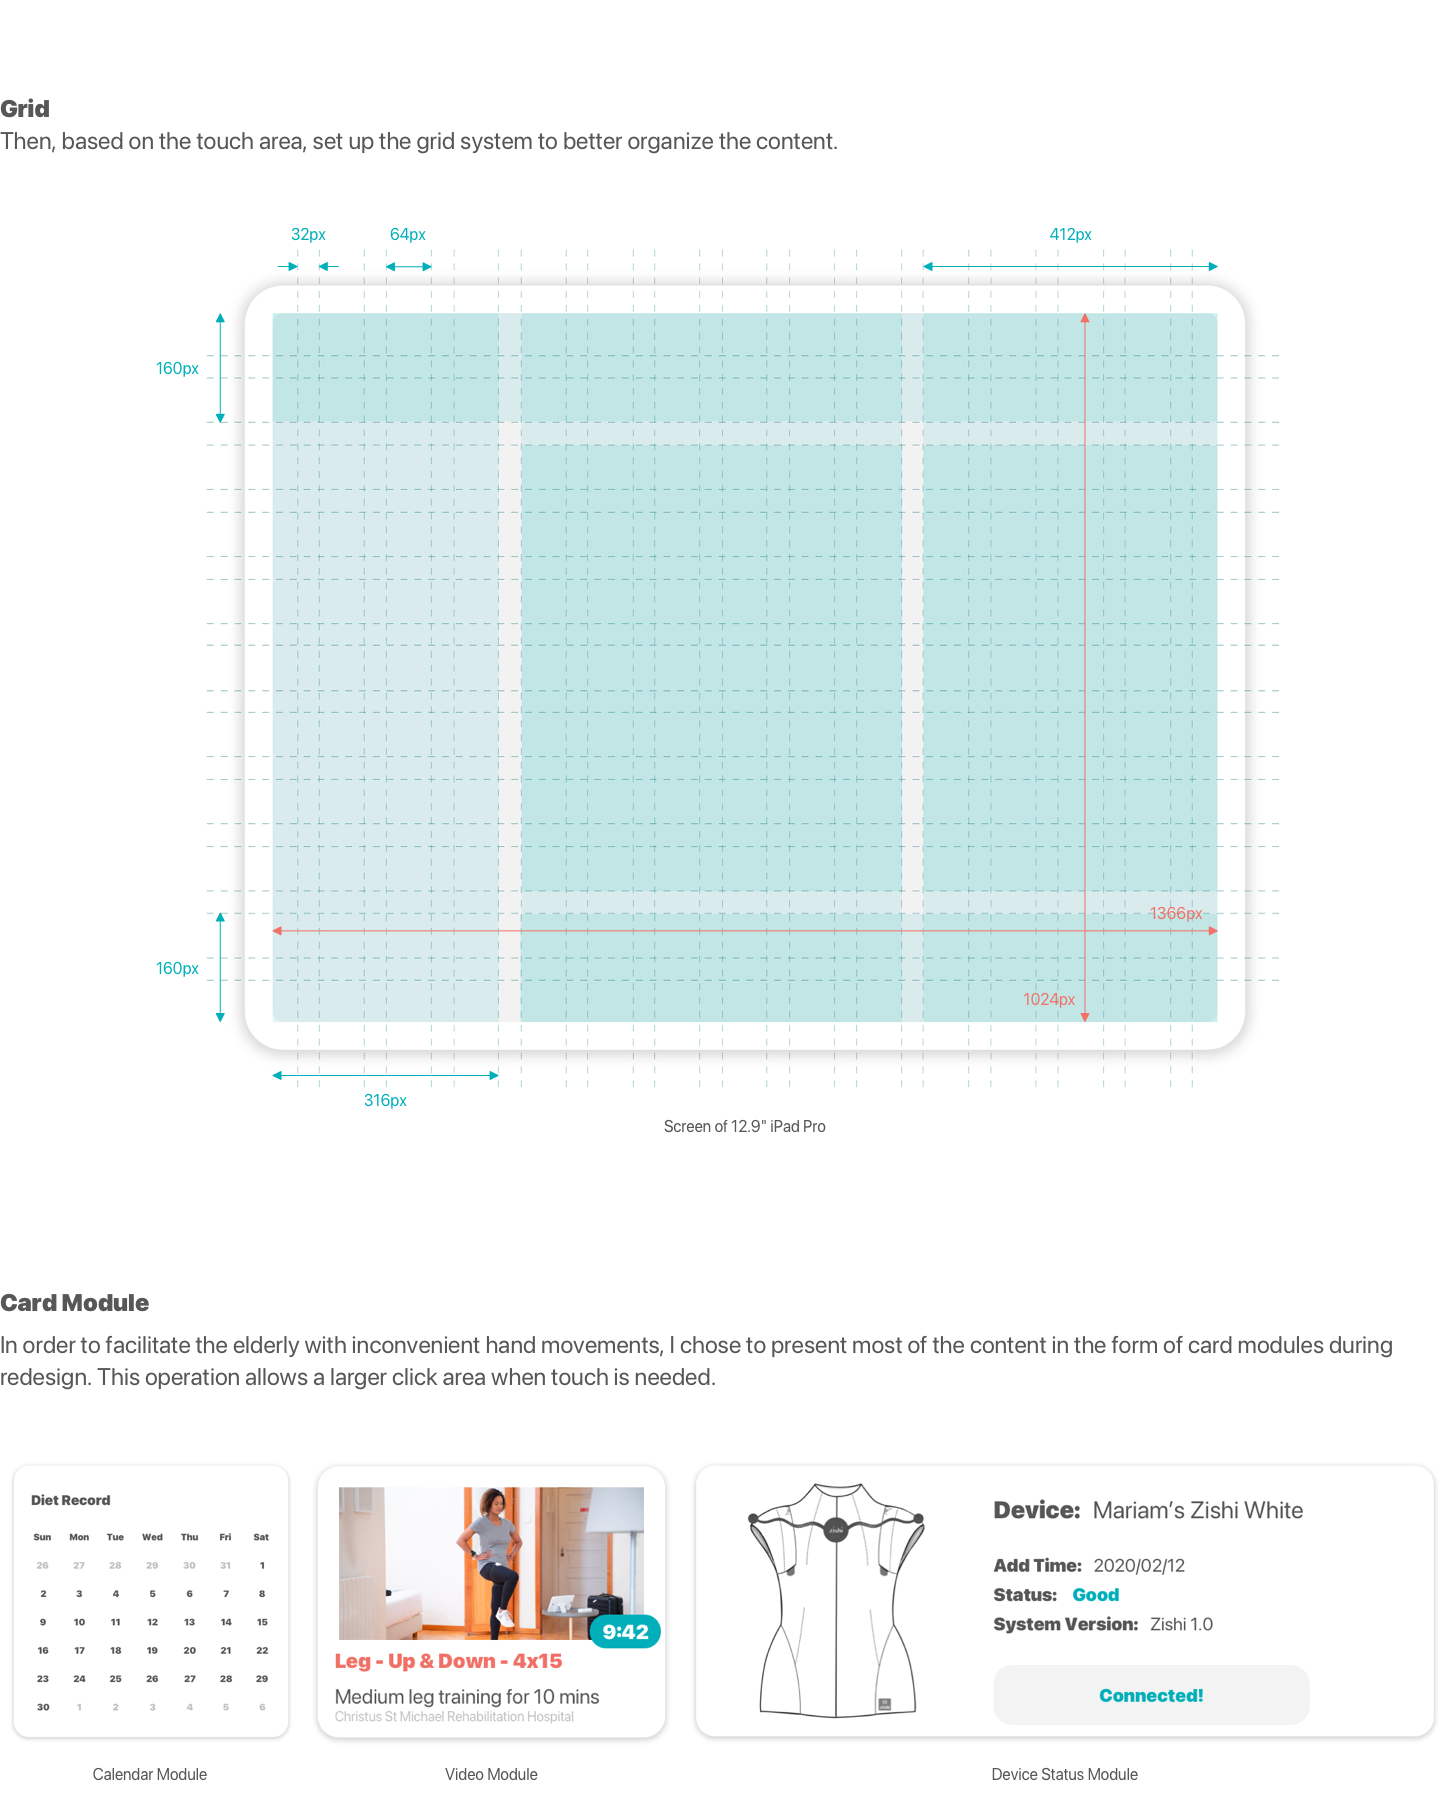 Grid
Then, based on the touch area, set up the grid system to better organize the content.
32px 64px 412px
160px
1366px
160px
1024px
316px
Screen of 12.9" iPad Pro
Card Module
In order to facilitate the elderly with inconvenient hand movements, I chose to present most of the content in the form of card modules during
redesign. This operation allows a larger click area when touch is needed.
Diet Record
Sun Mon Tue Wed Thu Fri Sat
26 27 28 29 30 31 1
2 3 4 5 6 7 8
9 10 11 12 13 14 15
16 17 18 19 20 21 22
23 24 25 26 27 28 29
30 1 2 3 4 5 6
Calendar Module
9:42
Leg - Up & Down - 4x15
Medium leg training for 10 mins
Christus St Michael Rehabilitation Hospital
Video Module
zishi
Device: Mariam's Zishi White
Add Time: 2020/02/12
Status: Good
System Version: Zishi 1.0
Connected!
Device Status Module